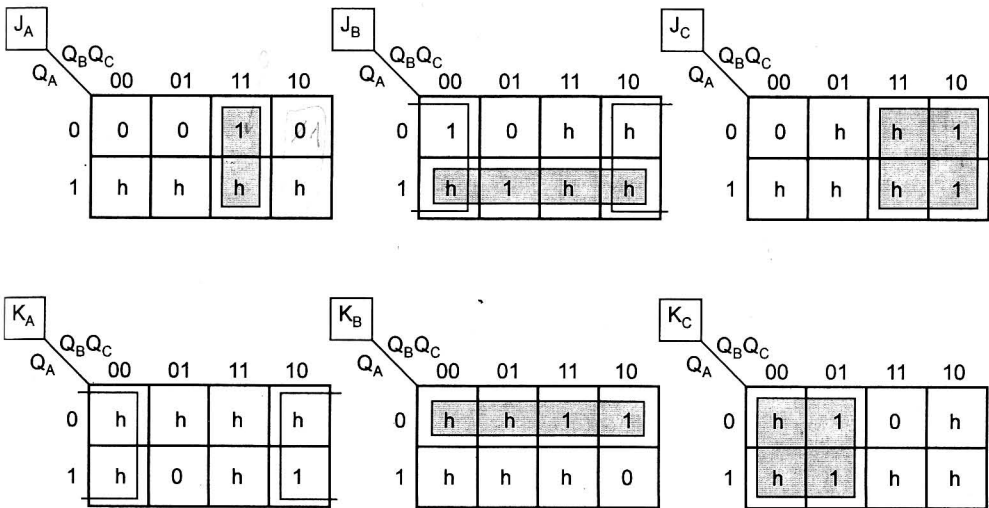 J_A J_B J_C
Q_BQ_C Q_BQ_C Q_BQ_C
Q_A Q_A Q_A
00 01 11 10 00 01 11 10 00 01 11 10
0 0 0 1 0 0 1 0 h h 0 0 h h 1
1 h h h h 1 h 1 h h 1 h h h 1
K_A K_B K_C
Q_BQ_C Q_BQ_C Q_BQ_C
Q_A Q_A Q_A
00 01 11 10 00 01 11 10 00 01 11 10
0 h h h h 0 h h 1 1 0 h 1 0 h
1 h 0 h 1 1 h h h 0 1 h 1 h h